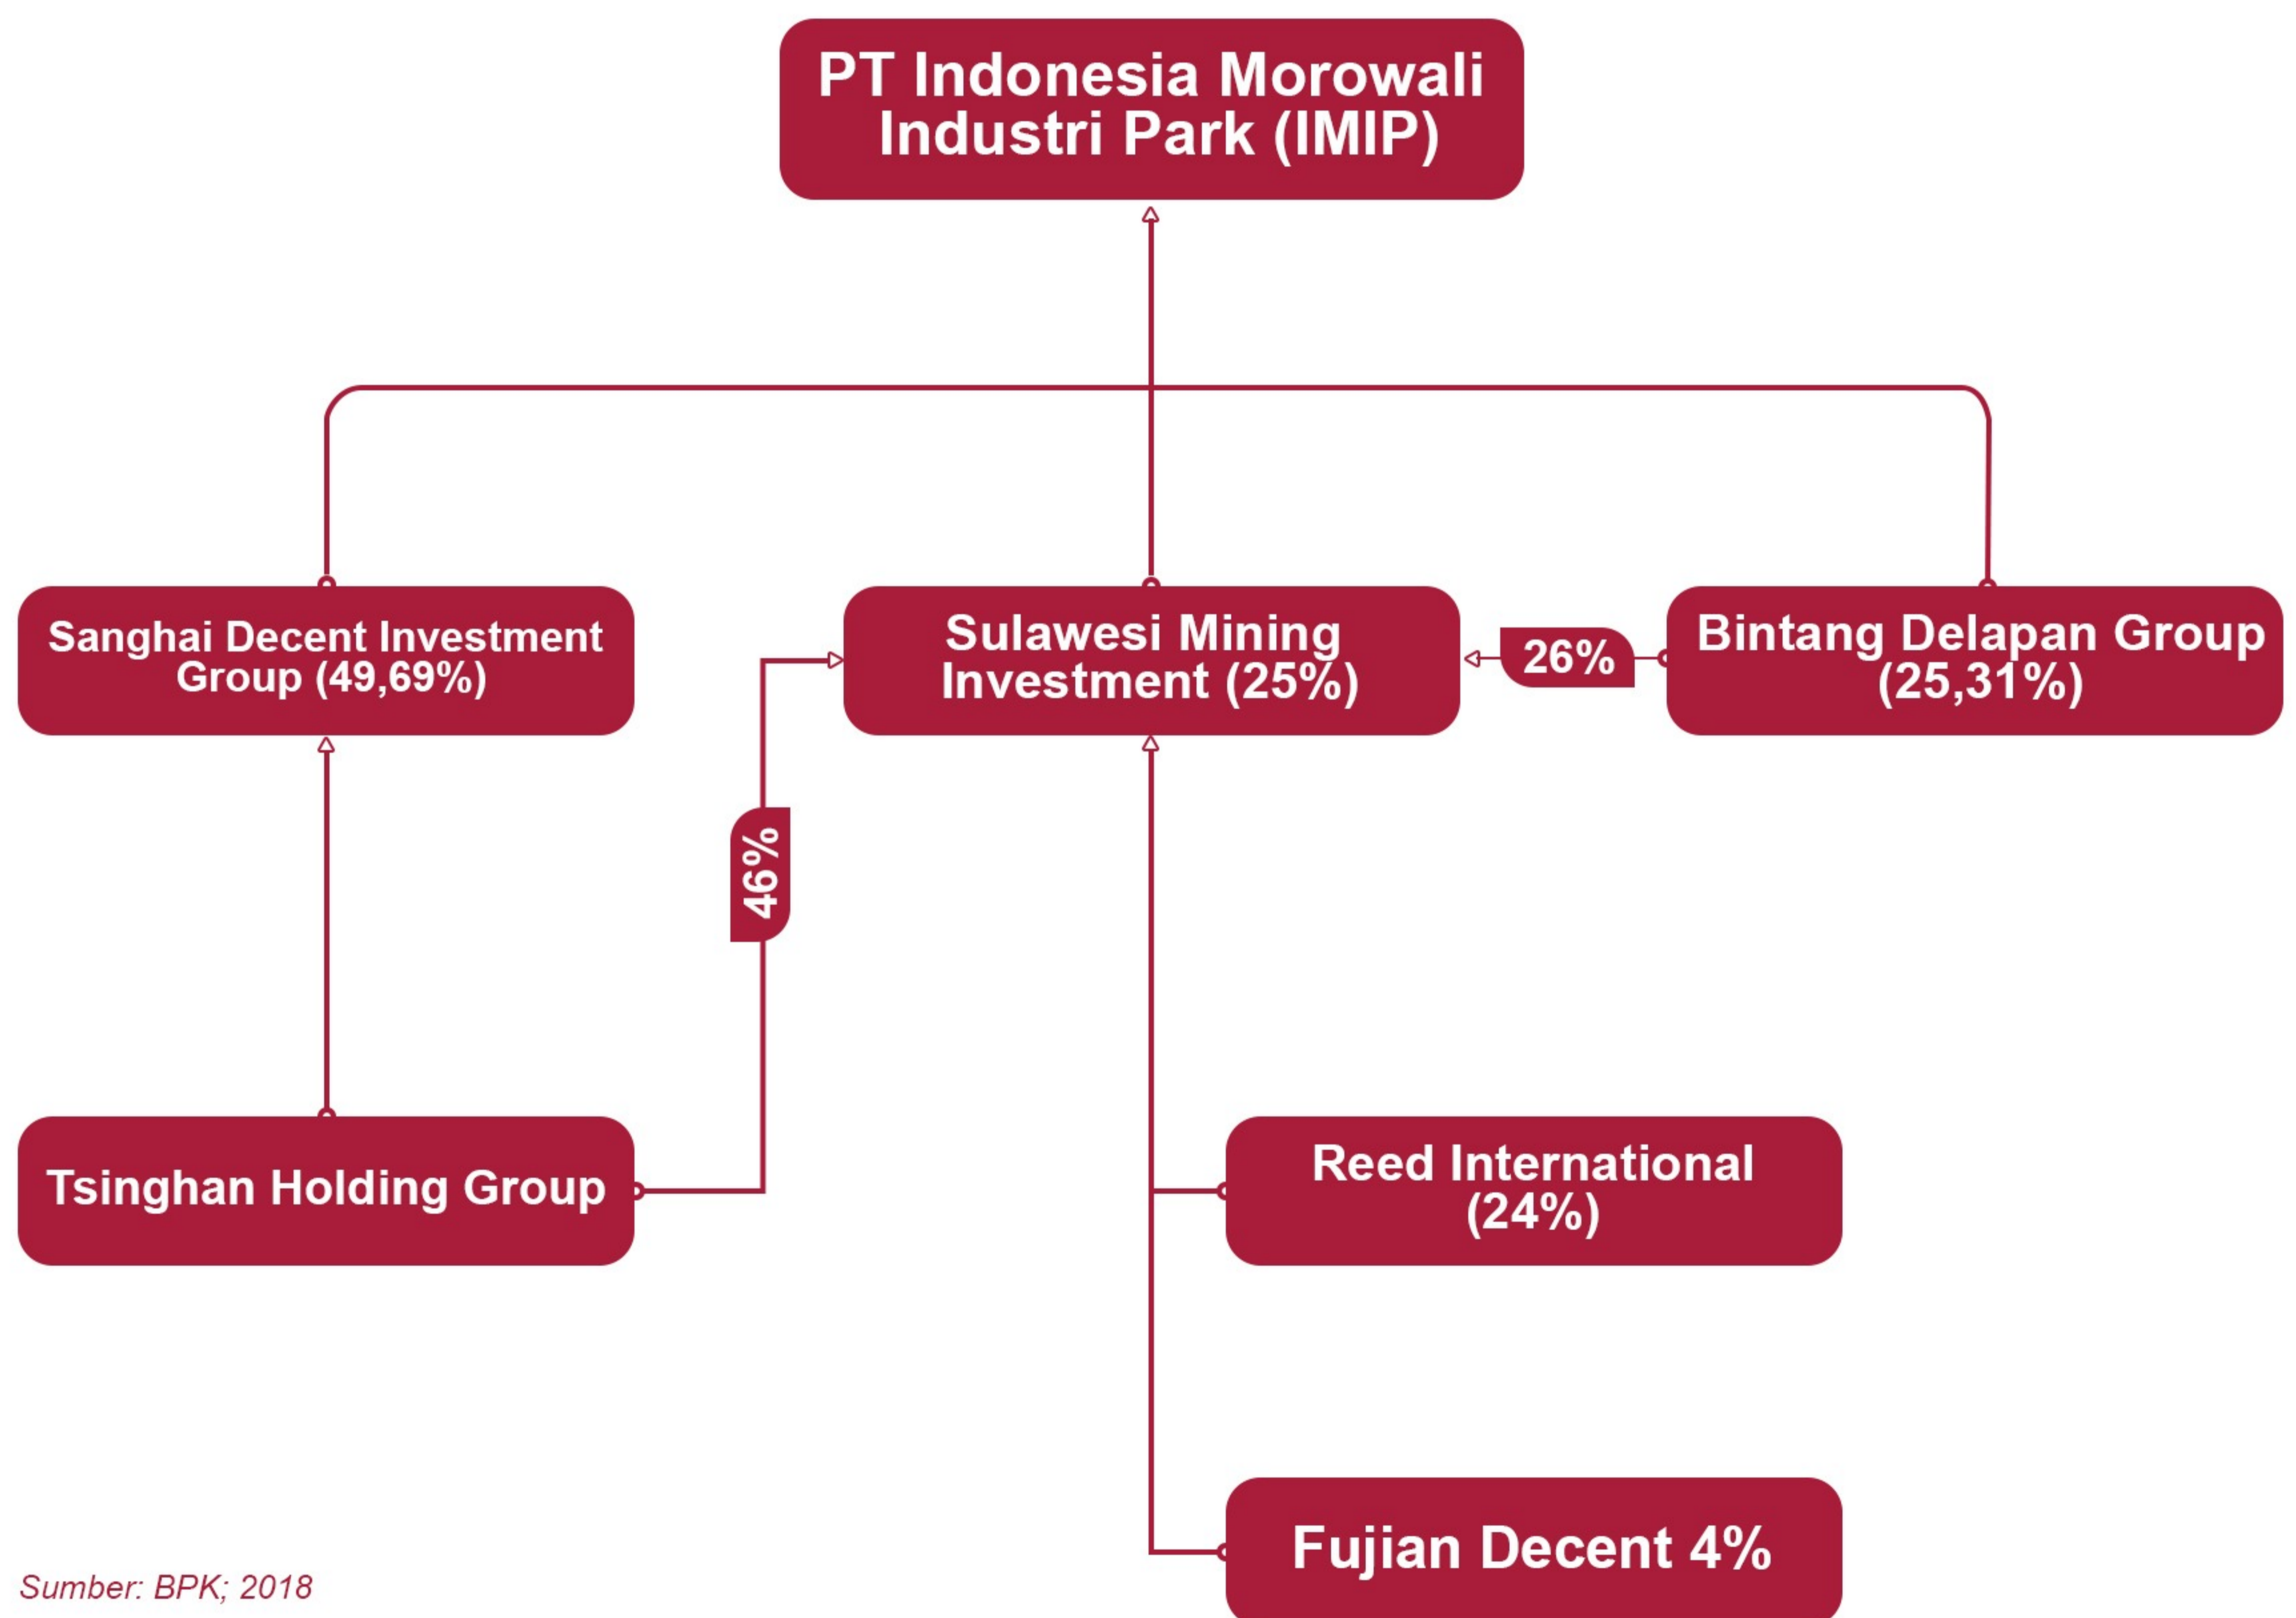 PT Indonesia Morowali
Industri Park (IMIP)
Sanghai Decent Investment
Group (49,69%)
Sulawesi Mining
Investment (25%)
26%
Bintang Delapan Group
(25,31%)
46%
Tsinghan Holding Group
Reed International
(24%)
Fujian Decent 4%
Sumber: BPK; 2018